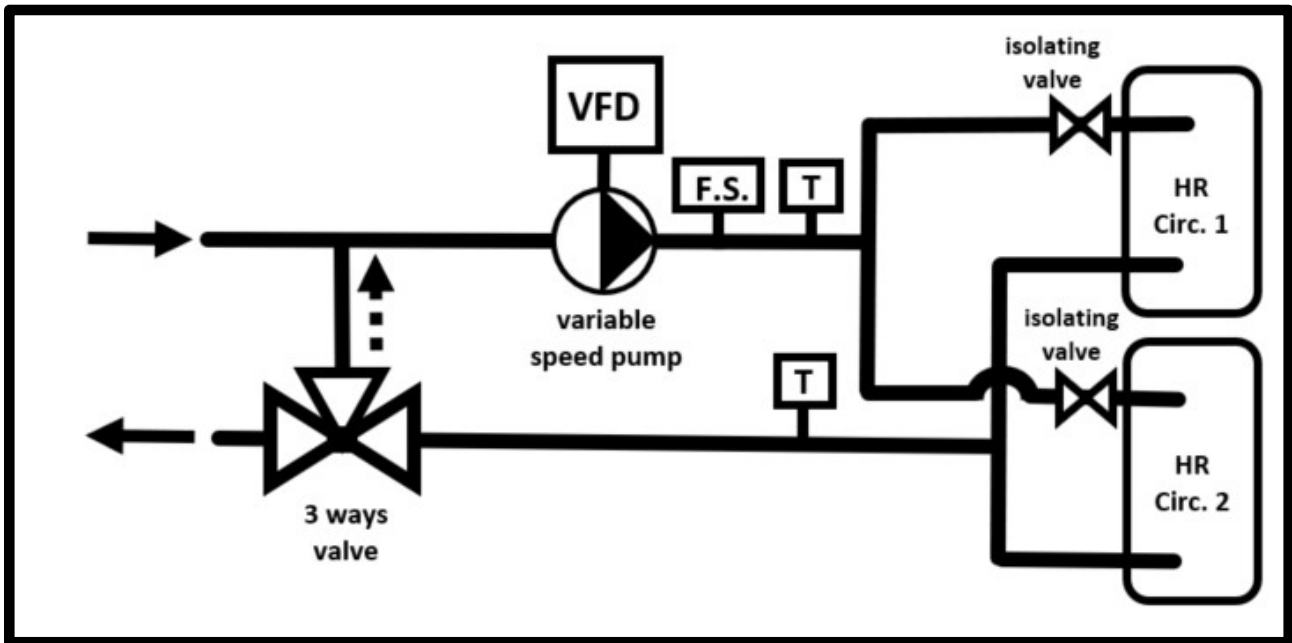 isolating
valve
VFD
F.S.
T
HR
Circ. 1
variable
speed pump
isolating
valve
T
HR
Circ. 2
3 ways
valve